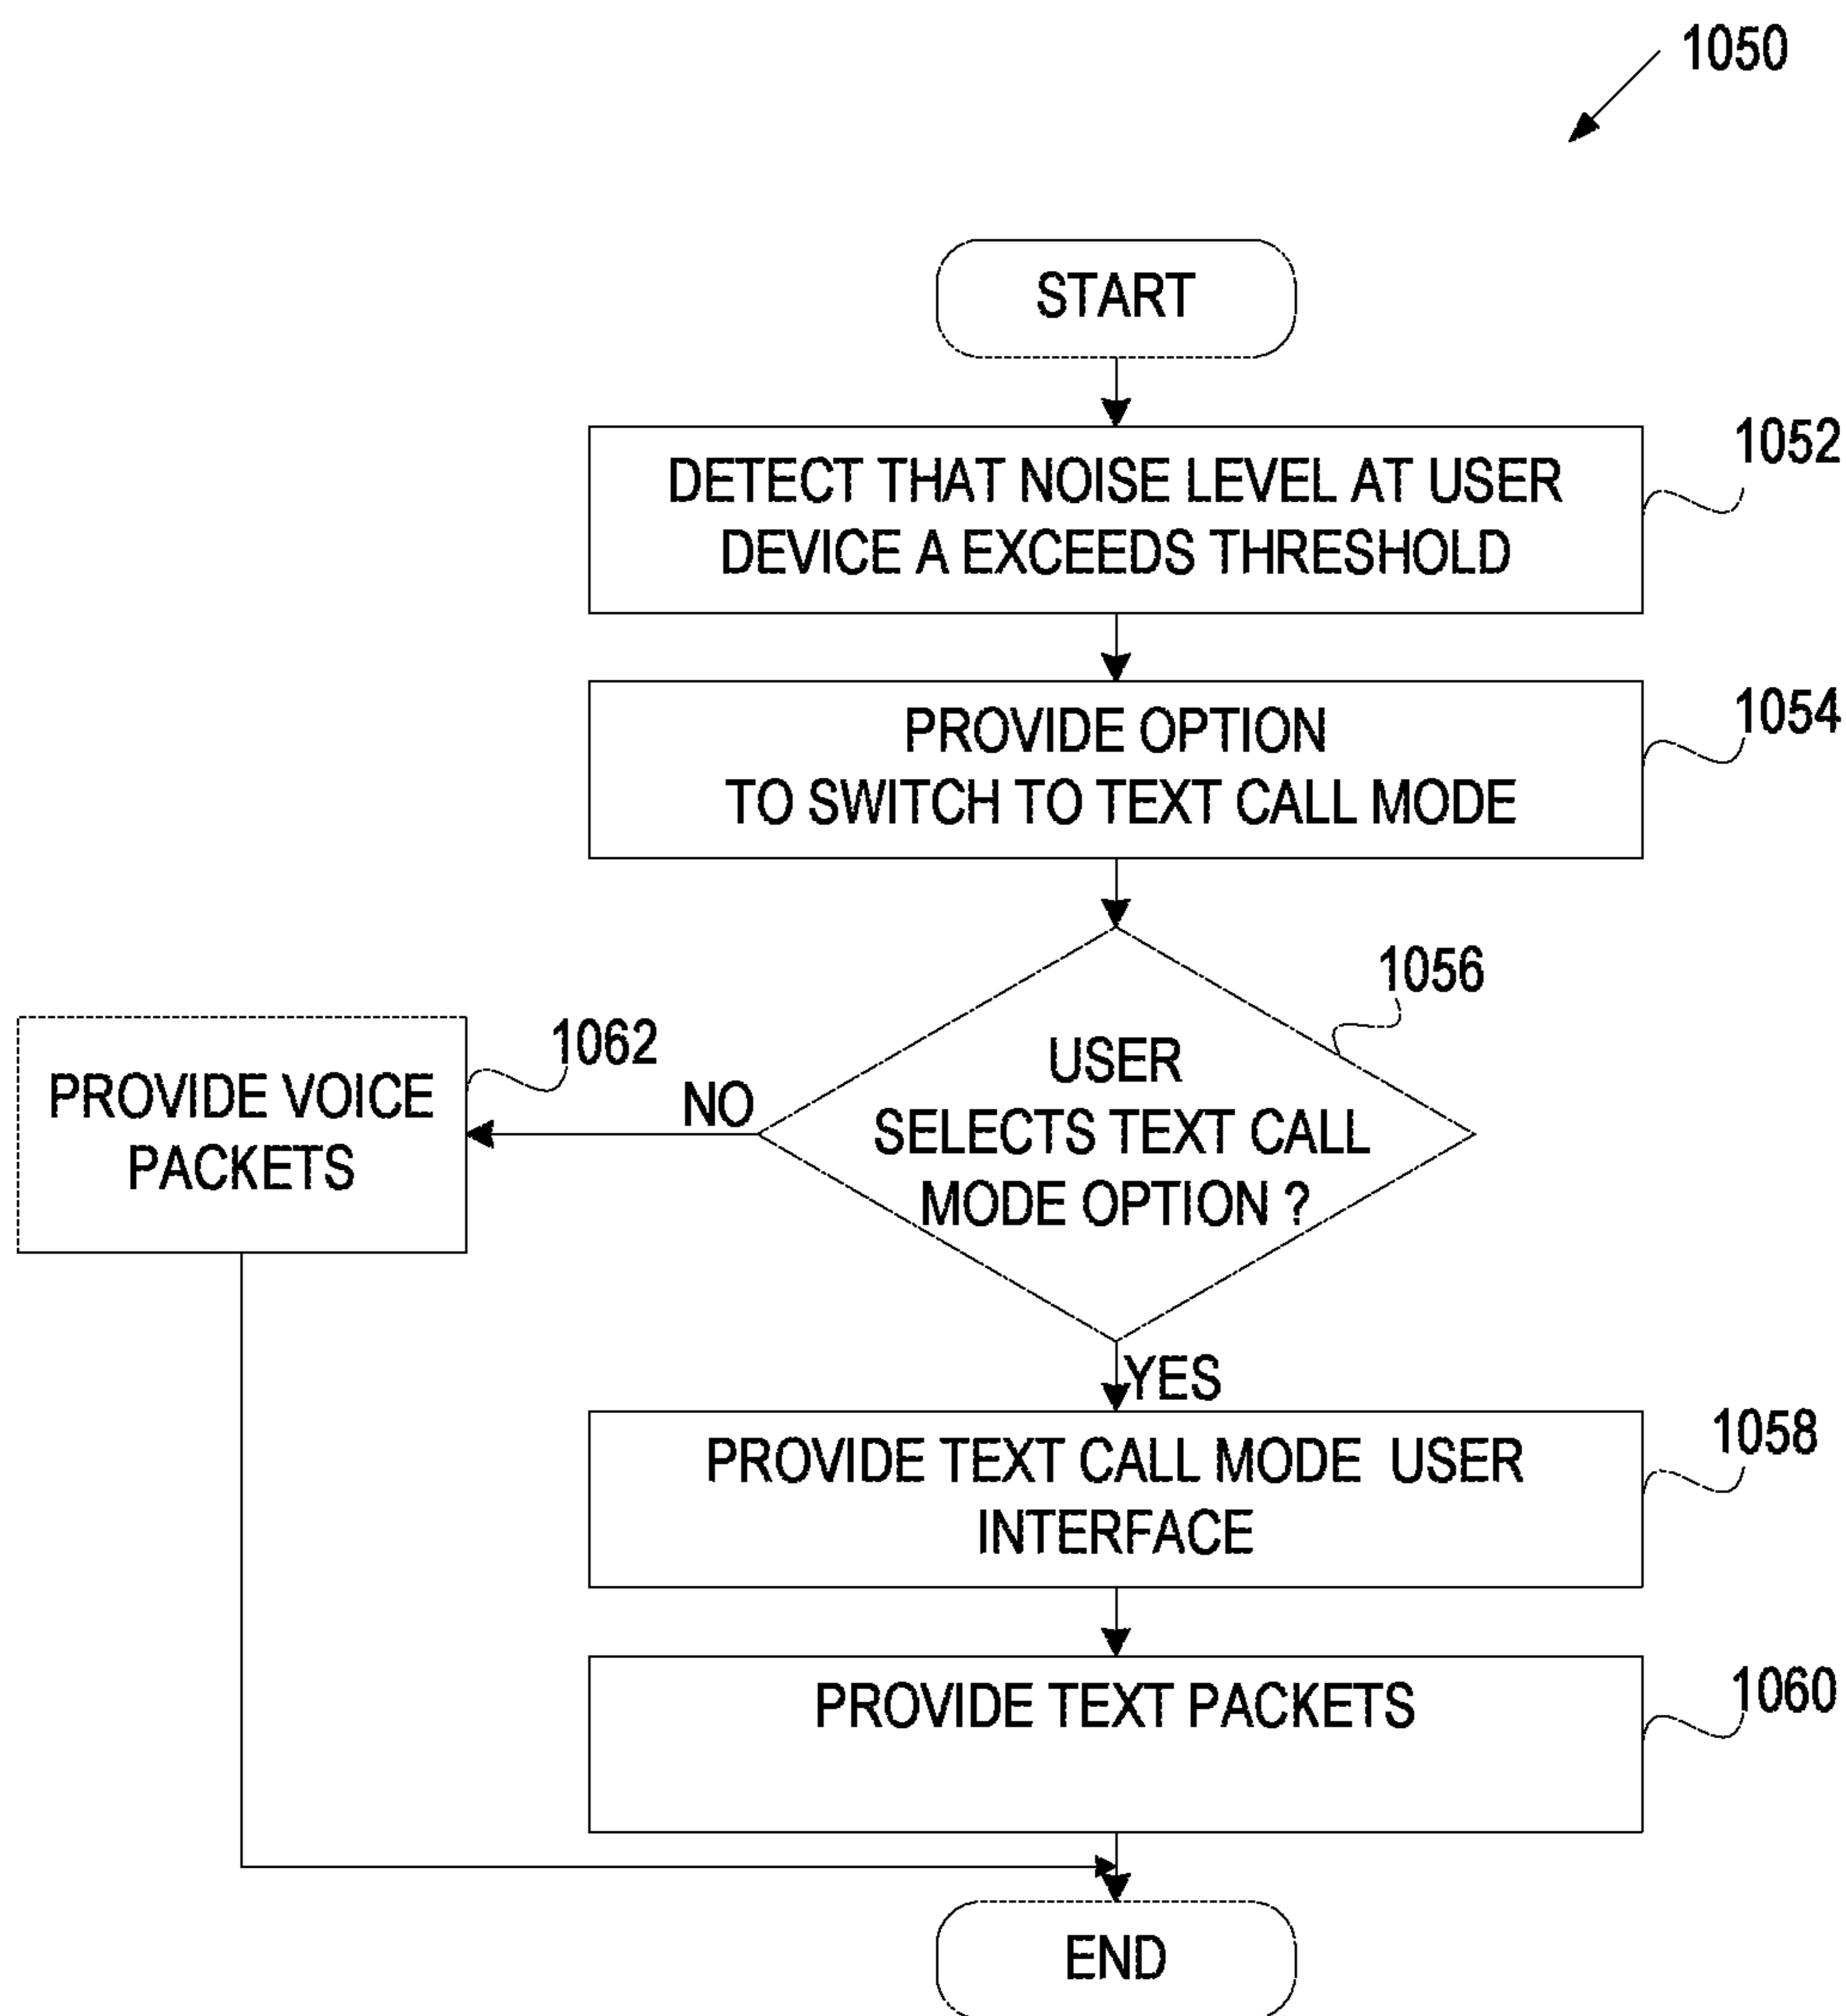 1050
START
DETECT THAT NOISE LEVEL AT USER
DEVICE A EXCEEDS THRESHOLD
1052
PROVIDE OPTION
TO SWITCH TO TEXT CALL MODE
1054
USER
SELECTS TEXT CALL
MODE OPTION ?
1056
NO
1062
PROVIDE VOICE
PACKETS
YES
PROVIDE TEXT CALL MODE  USER
INTERFACE
1058
PROVIDE TEXT PACKETS
1060
END